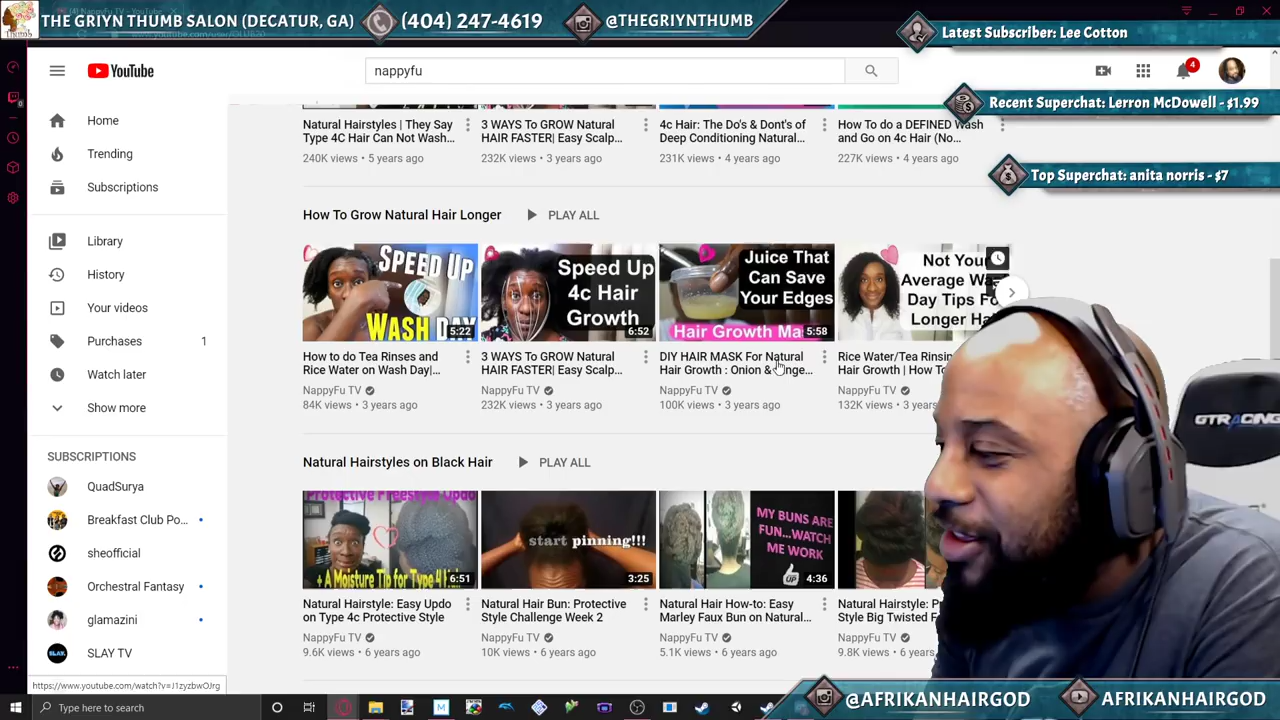 THE GRIYN THUMB SALON (DECATUR, GA) (404) 247-4619 @THEGRIYNTHUMB
Latest Subscriber: Lee Cotton
YouTube
nappyfu
4
Recent Superchat: Lerron McDowell - $1.99
Top Superchat: anita norris - $7
Home
Trending
Subscriptions
Library
History
Your videos
Purchases 1
Watch later
Show more
SUBSCRIPTIONS
QuadSurya
Breakfast Club Po...
sheofficial
Orchestral Fantasy
glamazini
SLAY TV
Natural Hairstyles | They Say
Type 4C Hair Can Not Wash...
240K views • 5 years ago
3 WAYS To GROW Natural
HAIR FASTER| Easy Scalp...
232K views • 3 years ago
4c Hair: The Do's & Dont's of
Deep Conditioning Natural...
231K views • 4 years ago
How To do a DEFINED Wash
and Go on 4c Hair (No...
227K views • 4 years ago
How To Grow Natural Hair Longer PLAY ALL
SPEED UP
WASH DAY
5:22
How to do Tea Rinses and
Rice Water on Wash Day|...
NappyFu TV
84K views • 3 years ago
Speed Up
4c Hair
Growth
6:52
3 WAYS To GROW Natural
HAIR FASTER| Easy Scalp...
NappyFu TV
232K views • 3 years ago
Juice That
Can Save
Your Edges
Hair Growth
5:58
DIY HAIR MASK For Natural
Hair Growth : Onion &
NappyFu TV
100K views • 3 years ago
Not Your
Average
Day Tips
Longer
Rice Water/Tea
Hair Growth | How
NappyFu TV
132K views • 3 years
Natural Hairstyles on Black Hair PLAY ALL
Protective Freestyle Updo
+ A Moisture Tip for Type 4
6:51
Natural Hairstyle: Easy Updo
on Type 4c Protective Style
NappyFu TV
9.6K views • 6 years ago
start pinning!!!
3:25
Natural Hair Bun: Protective
Style Challenge Week 2
NappyFu TV
10K views • 6 years ago
MY BUNS ARE
FUN...WATCH
ME WORK
UP
4:36
Natural Hair How-to: Easy
Marley Faux Bun on Natural...
NappyFu TV
5.1K views • 6 years ago
Natural Hairstyle:
Style Big Twisted
NappyFu TV
9.8K views • 6 years
GTRACING
https://www.youtube.com/watch?v=J1zyzbwOJrg
Type here to search
@AFRIKANHAIRGOD AFRIKANHAIRGOD